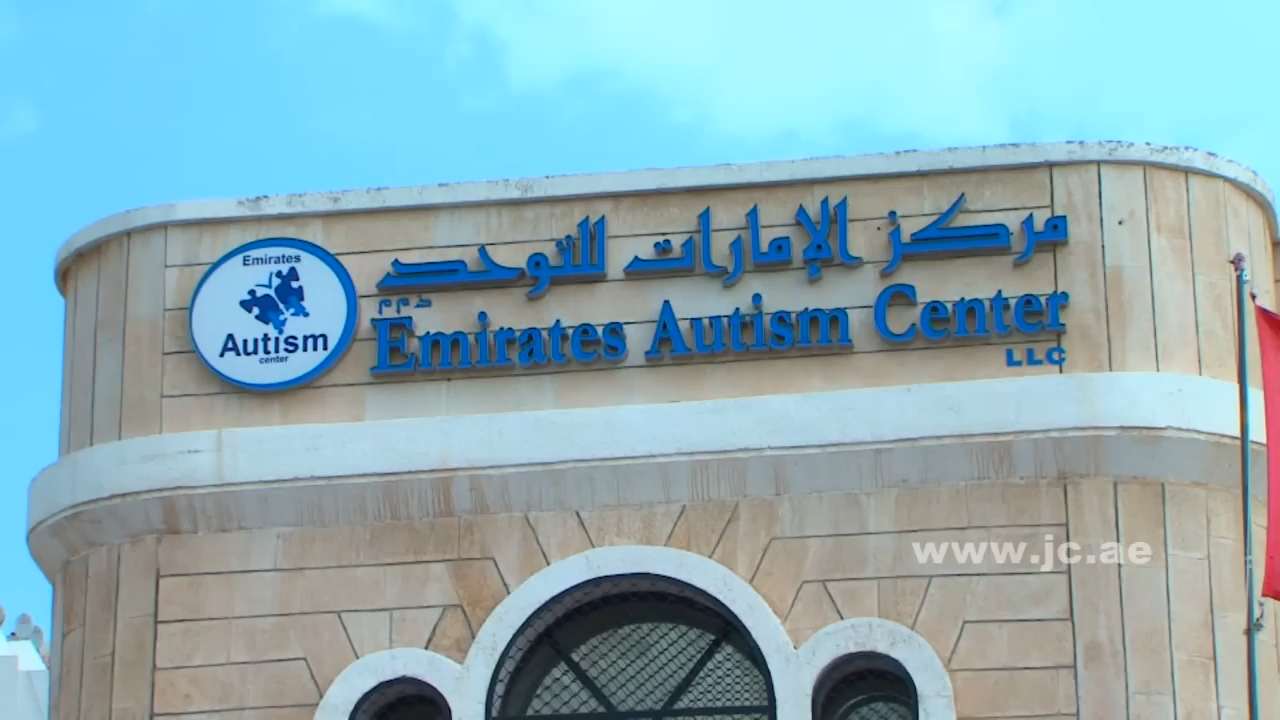 Emirates
Autism
center
مركز الإمارات للتوحد
ذ م م
Emirates Autism Center
LLC
www.jc.ae